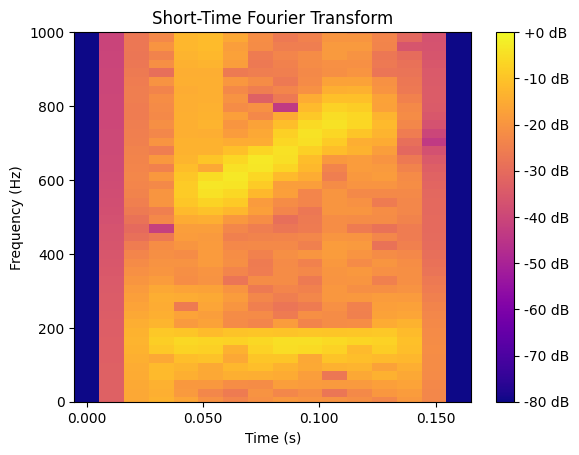 Short-Time Fourier Transform
1000
800
600
400
200
0
Frequency (Hz)
0.000
0.050
0.100
0.150
Time (s)
+0 dB
-10 dB
-20 dB
-30 dB
-40 dB
-50 dB
-60 dB
-70 dB
-80 dB